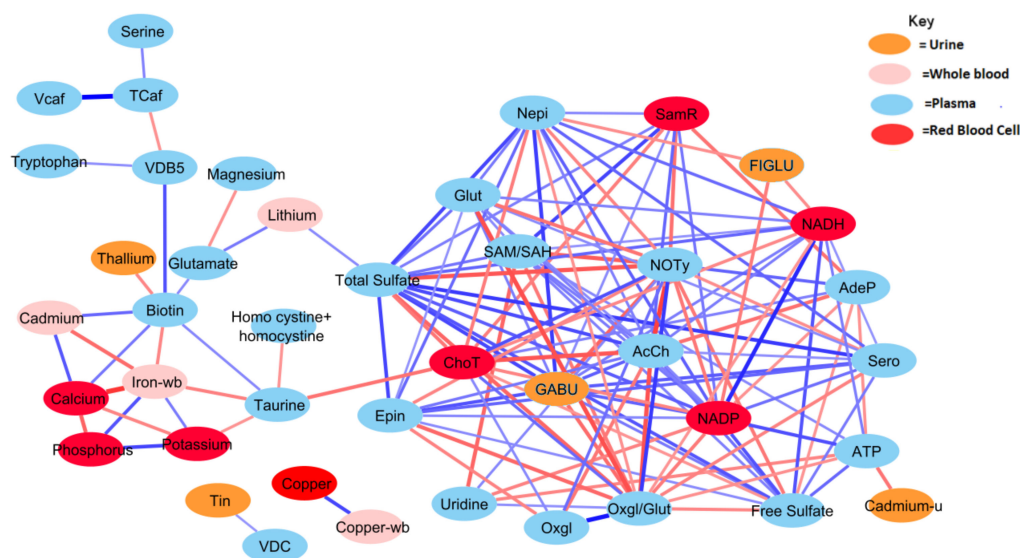 Key
= Urine
=Whole blood
=Plasma
=Red Blood Cell
Serine
Vcaf
TCaf
Tryptophan
VDB5
Magnesium
Lithium
Thallium
Glutamate
Cadmium
Biotin
Homo cystine+
homocystine
Iron-wb
Calcium
Taurine
Phosphorus
Potassium
Tin
VDC
Copper
Copper-wb
Nepi
SamR
FIGLU
Glut
NADH
SAM/SAH
NOTy
Total Sulfate
AdeP
AcCh
Sero
ChoT
GABU
Epin
NADP
ATP
Uridine
Oxgl
Oxgl/Glut
Free Sulfate
Cadmium-u